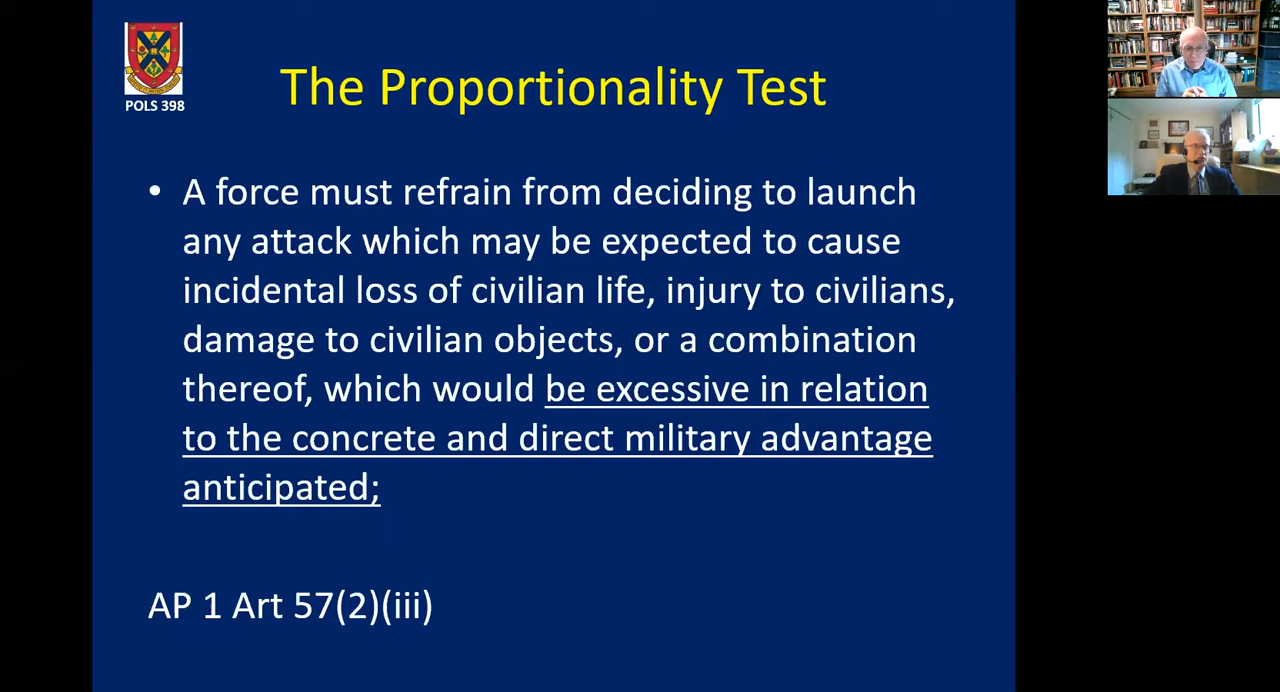 POLS 398
The Proportionality Test
• A force must refrain from deciding to launch
any attack which may be expected to cause
incidental loss of civilian life, injury to civilians,
damage to civilian objects, or a combination
thereof, which would be excessive in relation
to the concrete and direct military advantage
anticipated;
AP 1 Art 57(2)(iii)